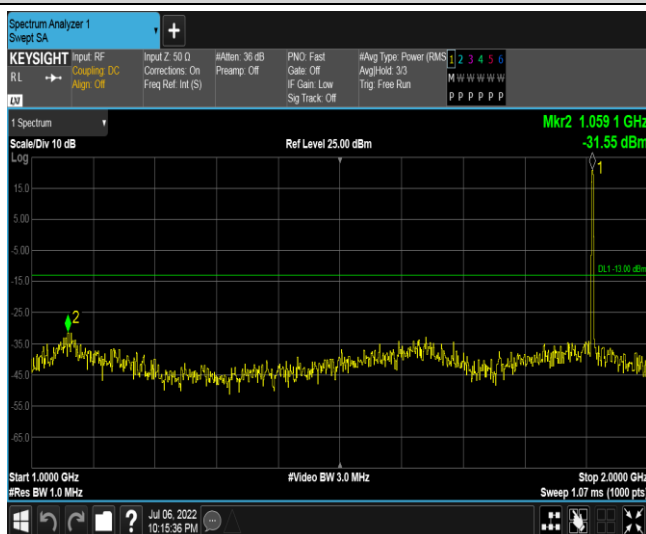 Spectrum Analyzer 1
Swept SA
+
KEYSIGHT
RL
LXI
Input: RF
Coupling: DC
Align: Off
Input Z: 50 Ω
Corrections: On
Freq Ref: Int (S)
#Atten: 36 dB
Preamp: Off
PNO: Fast
Gate: Off
IF Gain: Low
Sig Track: Off
#Avg Type: Power (RMS
Avg|Hold: 3/3
Trig: Free Run
1 2 3 4 5 6
M W W W W W
P P P P P P
1 Spectrum
Scale/Div 10 dB
Ref Level 25.00 dBm
Mkr2 1.059 1 GHz
-31.55 dBm
Log
1
15.0
5.00
DL1 -13.00 dBm
-5.00
-15.0
-25.0
2
-35.0
-45.0
-55.0
-65.0
Start 1.0000 GHz
#Video BW 3.0 MHz
Stop 2.0000 GHz
#Res BW 1.0 MHz
Sweep 1.07 ms (1000 pts)
?
Jul 06, 2022
10:15:36 PM